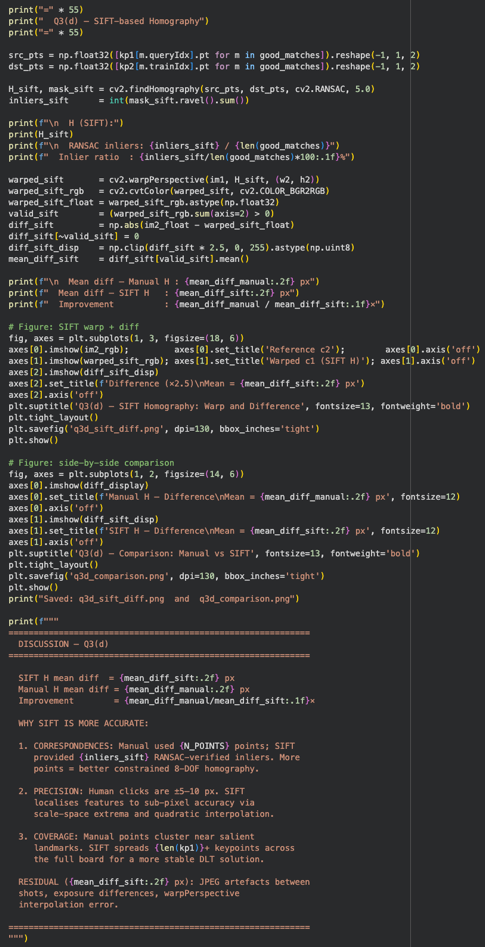 print("=" * 55)
print("  Q3(d) — SIFT-based Homography")
print("=" * 55)

src_pts = np.float32([kp1[m.queryIdx].pt for m in good_matches]).reshape(-1, 1, 2)
dst_pts = np.float32([kp2[m.trainIdx].pt for m in good_matches]).reshape(-1, 1, 2)

H_sift, mask_sift = cv2.findHomography(src_pts, dst_pts, cv2.RANSAC, 5.0)
inliers_sift      = int(mask_sift.ravel().sum())

print(f"\n  H (SIFT):")
print(H_sift)
print(f"\n  RANSAC inliers: {inliers_sift} / {len(good_matches)}")
print(f"  Inlier ratio  : {inliers_sift/len(good_matches)*100:.1f}%")

warped_sift       = cv2.warpPerspective(im1, H_sift, (w2, h2))
warped_sift_rgb   = cv2.cvtColor(warped_sift, cv2.COLOR_BGR2RGB)
warped_sift_float = warped_sift_rgb.astype(np.float32)
valid_sift        = (warped_sift_rgb.sum(axis=2) > 0)
diff_sift         = np.abs(im2_float - warped_sift_float)
diff_sift[~valid_sift] = 0
diff_sift_disp    = np.clip(diff_sift * 2.5, 0, 255).astype(np.uint8)
mean_diff_sift    = diff_sift[valid_sift].mean()

print(f"\n  Mean diff — Manual H : {mean_diff_manual:.2f} px")
print(f"  Mean diff — SIFT H   : {mean_diff_sift:.2f} px")
print(f"  Improvement          : {mean_diff_manual / mean_diff_sift:.1f}×")

# Figure: SIFT warp + diff
fig, axes = plt.subplots(1, 3, figsize=(18, 6))
axes[0].imshow(im2_rgb);         axes[0].set_title('Reference c2');        axes[0].axis('off')
axes[1].imshow(warped_sift_rgb); axes[1].set_title('Warped c1 (SIFT H)'); axes[1].axis('off')
axes[2].imshow(diff_sift_disp)
axes[2].set_title(f'Difference (×2.5)\nMean = {mean_diff_sift:.2f} px')
axes[2].axis('off')
plt.suptitle('Q3(d) — SIFT Homography: Warp and Difference', fontsize=13, fontweight='bold')
plt.tight_layout()
plt.savefig('q3d_sift_diff.png', dpi=130, bbox_inches='tight')
plt.show()

# Figure: side-by-side comparison
fig, axes = plt.subplots(1, 2, figsize=(14, 6))
axes[0].imshow(diff_display)
axes[0].set_title(f'Manual H — Difference\nMean = {mean_diff_manual:.2f} px', fontsize=12)
axes[0].axis('off')
axes[1].imshow(diff_sift_disp)
axes[1].set_title(f'SIFT H — Difference\nMean = {mean_diff_sift:.2f} px', fontsize=12)
axes[1].axis('off')
plt.suptitle('Q3(d) — Comparison: Manual vs SIFT', fontsize=13, fontweight='bold')
plt.tight_layout()
plt.savefig('q3d_comparison.png', dpi=130, bbox_inches='tight')
plt.show()
print("Saved: q3d_sift_diff.png  and  q3d_comparison.png")

print(f"""
============================================================
  DISCUSSION — Q3(d)
============================================================

  SIFT H mean diff  = {mean_diff_sift:.2f} px
  Manual H mean diff = {mean_diff_manual:.2f} px
  Improvement        = {mean_diff_manual/mean_diff_sift:.1f}×

  WHY SIFT IS MORE ACCURATE:

  1. CORRESPONDENCES: Manual used {N_POINTS} points; SIFT
     provided {inliers_sift} RANSAC-verified inliers. More
     points = better constrained 8-DOF homography.

  2. PRECISION: Human clicks are ±5–10 px. SIFT
     localises features to sub-pixel accuracy via
     scale-space extrema and quadratic interpolation.

  3. COVERAGE: Manual points cluster near salient
     landmarks. SIFT spreads {len(kp1)}+ keypoints across
     the full board for a more stable DLT solution.

  RESIDUAL ({mean_diff_sift:.2f} px): JPEG artefacts between
  shots, exposure differences, warpPerspective
  interpolation error.

============================================================
""")